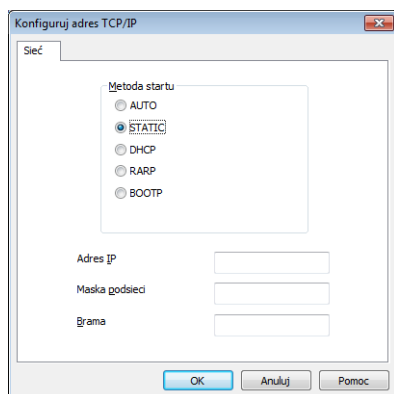 Konfiguruj adres TCP/IP
Sieć
Metoda startu
AUTO
STATIC
DHCP
RARP
BOOTP
Adres IP
Maska podsieci
Brama
OK Anuluj Pomoc